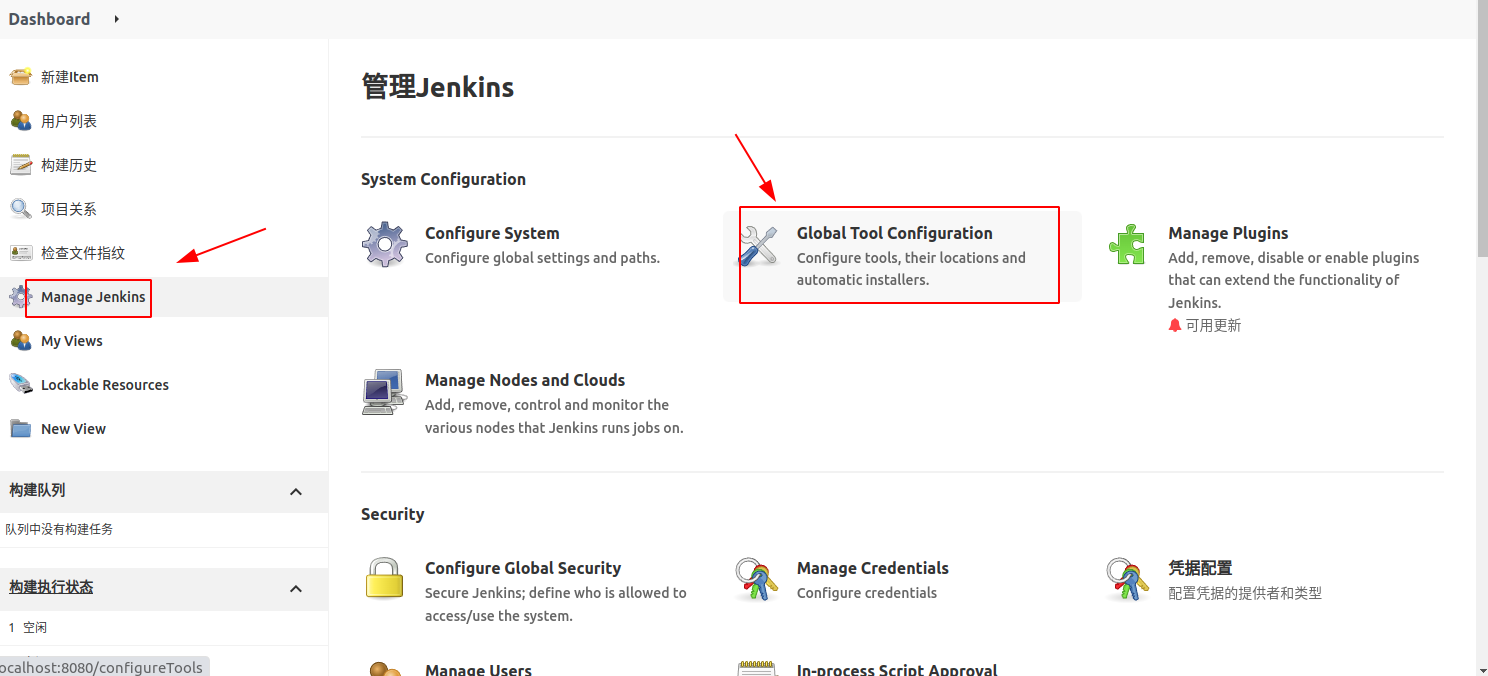 Dashboard
新建Item
用户列表
构建历史
项目关系
检查文件指纹
Manage Jenkins
My Views
Lockable Resources
New View
构建队列
队列中没有构建任务
构建执行状态
1 空闲
ocalhost:8080/configureTools
管理Jenkins
System Configuration
Configure System
Configure global settings and paths.
Global Tool Configuration
Configure tools, their locations and
automatic installers.
Manage Plugins
Add, remove, disable or enable plugins
that can extend the functionality of
Jenkins.
可用更新
Manage Nodes and Clouds
Add, remove, control and monitor the
various nodes that Jenkins runs jobs on.
Security
Configure Global Security
Secure Jenkins; define who is allowed to
access/use the system.
Manage Credentials
Configure credentials
凭据配置
配置凭据的提供者和类型
Manage Users
In-process Script Approval